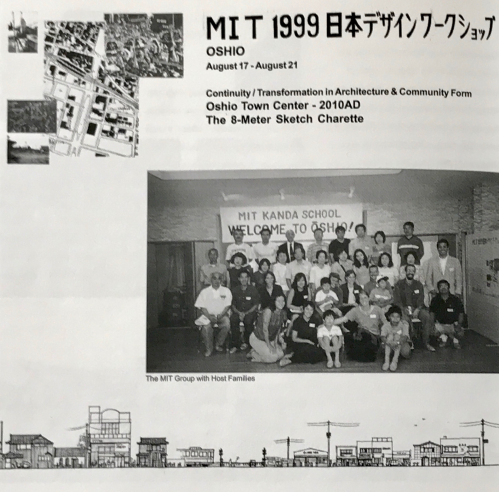 MIT 1999 日本デザインワークショップ
OSHIO
August 17 - August 21
Continuity / Transformation in Architecture & Community Form
Oshio Town Center - 2010AD
The 8-Meter Sketch Charette
MIT KANDA SCHOOL
WELCOME TO ŌSHIO!
The MIT Group with Host Families